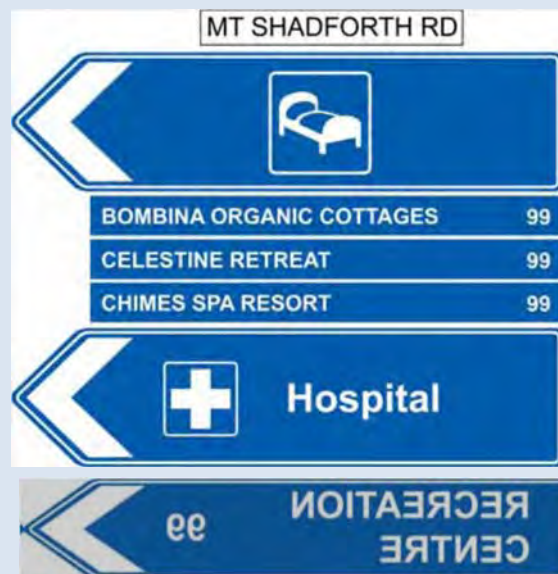 MT SHADFORTH RD
BOMBINA ORGANIC COTTAGES 99
CELESTINE RETREAT 99
CHIMES SPA RESORT 99
Hospital
RECREATION
CENTRE
99